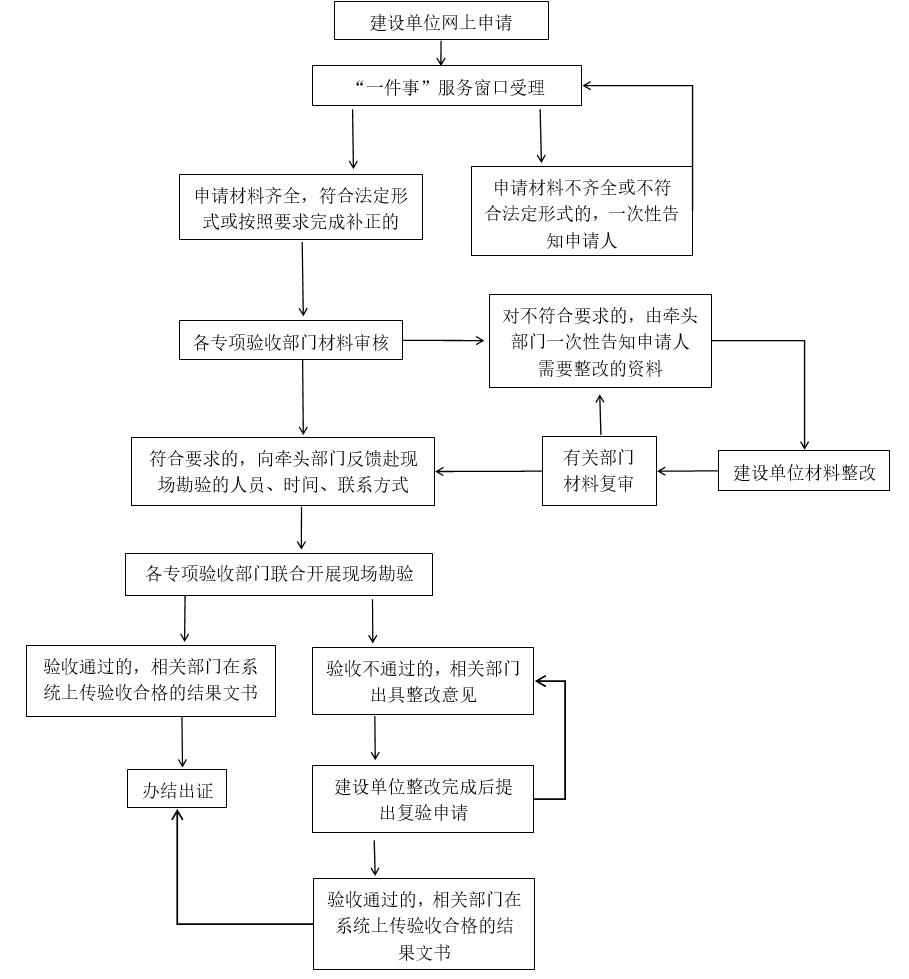 建设单位网上申请
“一件事”服务窗口受理
申请材料齐全，符合法定形
式或按照要求完成补正的
申请材料不齐全或不符
合法定形式的，一次性告
知申请人
各专项验收部门材料审核
对不符合要求的，由牵头
部门一次性告知申请人
需要整改的资料
符合要求的，向牵头部门反馈赴现
场勘验的人员、时间、联系方式
有关部门
材料复审
建设单位材料整改
各专项验收部门联合开展现场勘验
验收通过的，相关部门在系
统上传验收合格的结果文书
验收不通过的，相关部门
出具整改意见
办结出证
建设单位整改完成后提
出复验申请
验收通过的，相关部门在
系统上传验收合格的结
果文书